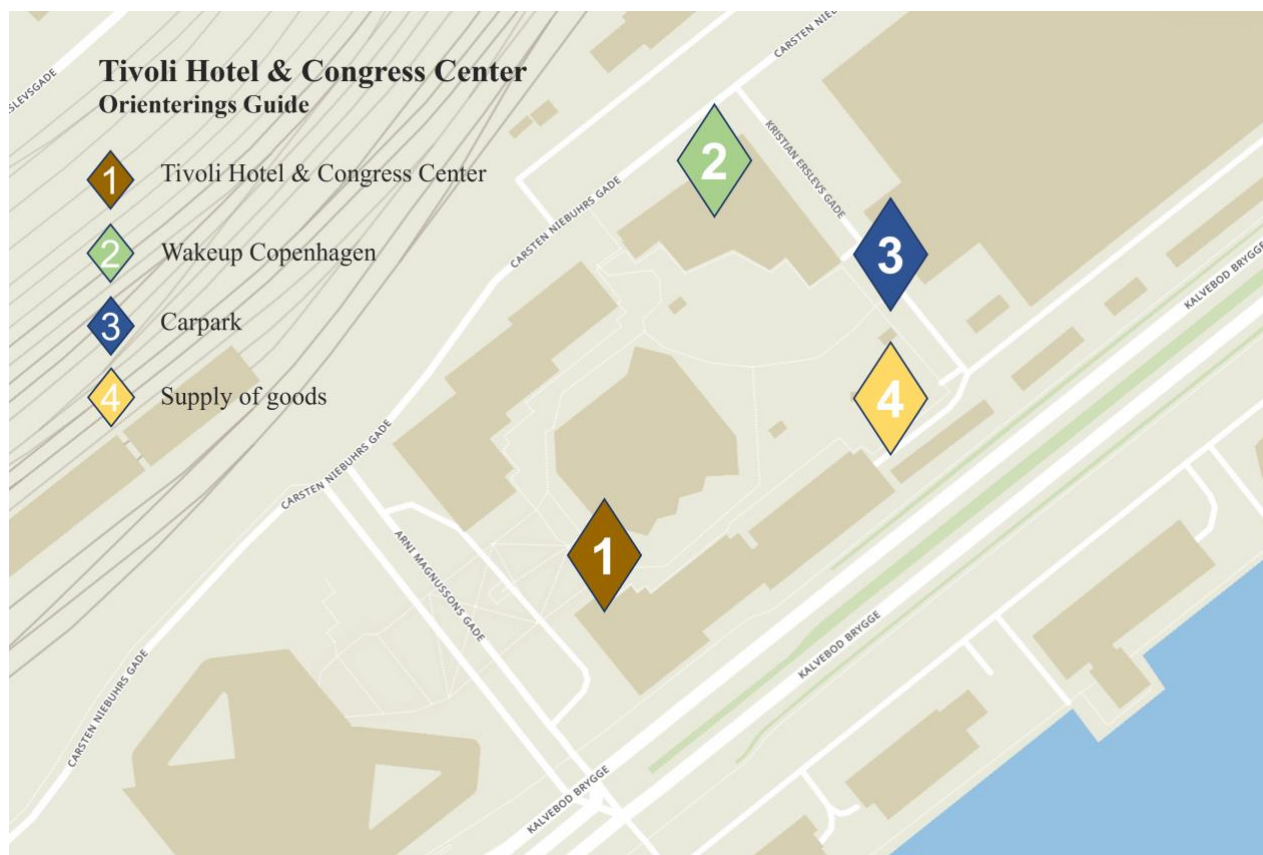 Tivoli Hotel & Congress Center
Orienterings Guide
1 Tivoli Hotel & Congress Center
2 Wakeup Copenhagen
3 Carpark
4 Supply of goods
SLEVSGADE
CARSTEN NIEBUHRS
CARSTEN NIEBUHRS GADE
KRISTIAN ERSLEVS GADE
2
3
KALVEBOD BRYGGE
4
CARSTEN NIEBUHRS GADE
1
ARNI MAGNUSSONS GADE
KALVEBOD BRYGGE
CARSTEN NIEBUHRS GADE
KALVEBOD BRYGGE